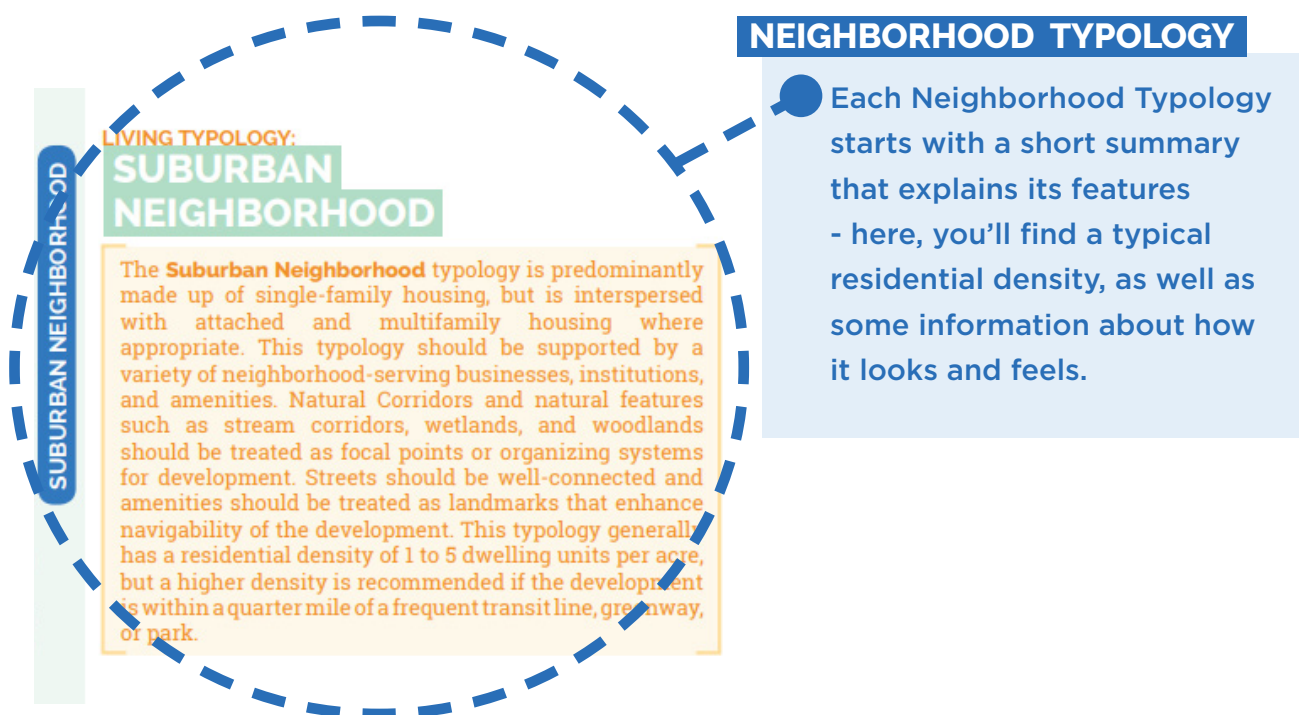 NEIGHBORHOOD TYPOLOGY
Each Neighborhood Typology
starts with a short summary
that explains its features
- here, you'll find a typical
residential density, as well as
some information about how
it looks and feels.
SUBURBAN NEIGHBORHOOD
LIVING TYPOLOGY:
SUBURBAN
NEIGHBORHOOD
The Suburban Neighborhood typology is predominantly
made up of single-family housing, but is interspersed
with attached and multifamily housing where
appropriate. This typology should be supported by a
variety of neighborhood-serving businesses, institutions,
and amenities. Natural Corridors and natural features
such as stream corridors, wetlands, and woodlands
should be treated as focal points or organizing systems
for development. Streets should be well-connected and
amenities should be treated as landmarks that enhance
navigability of the development. This typology generally
has a residential density of 1 to 5 dwelling units per acre,
but a higher density is recommended if the development
is within a quarter mile of a frequent transit line, greenway,
or park.